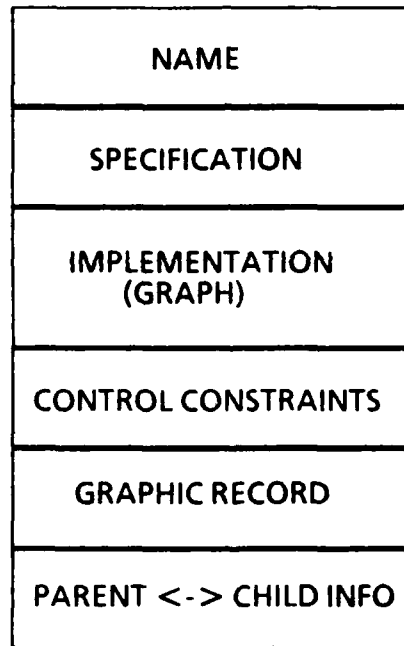 NAME
SPECIFICATION
IMPLEMENTATION
(GRAPH)
CONTROL CONSTRAINTS
GRAPHIC RECORD
PARENT <-> CHILD INFO